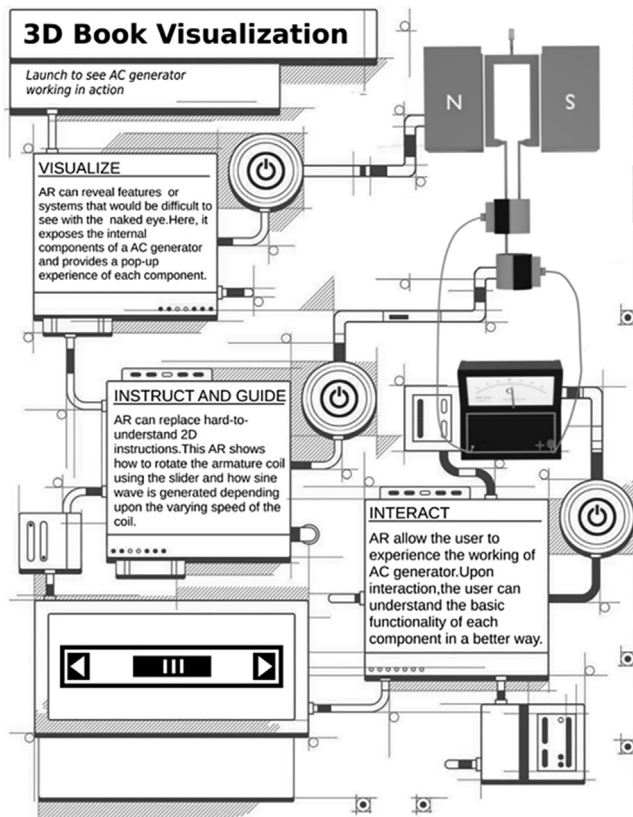 3D Book Visualization
Launch to see AC generator
working in action
N
S
VISUALIZE
AR can reveal features or
systems that would be difficult to
see with the naked eye.Here, it
exposes the internal
components of a AC generator
and provides a pop-up
experience of each component.
INSTRUCT AND GUIDE
AR can replace hard-to-
understand 2D
instructions.This AR shows
how to rotate the armature coil
using the slider and how sine
wave is generated depending
upon the varying speed of the
coil.
INTERACT
AR allow the user to
experience the working of
AC generator.Upon
interaction,the user can
understand the basic
functionality of each
component in a better way.